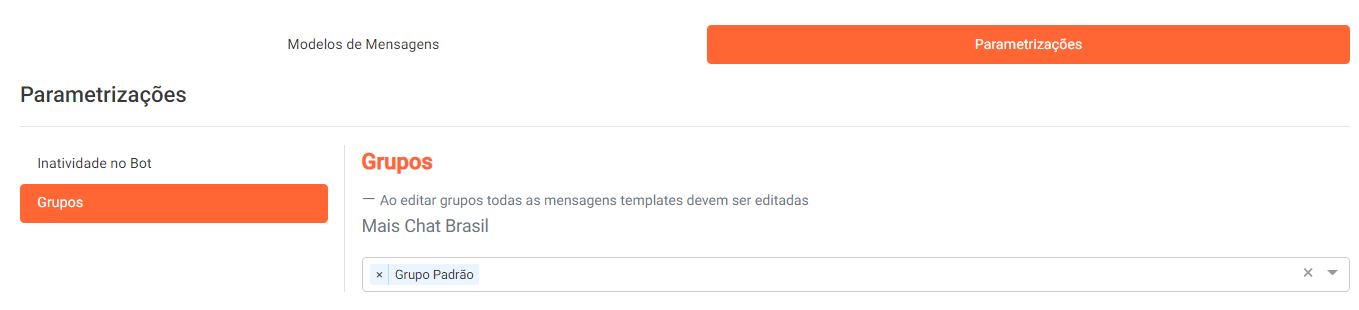 Modelos de Mensagens
Parametrizações
Parametrizações
Inatividade no Bot
Grupos
Grupos
— Ao editar grupos todas as mensagens templates devem ser editadas
Mais Chat Brasil
× Grupo Padrão ×